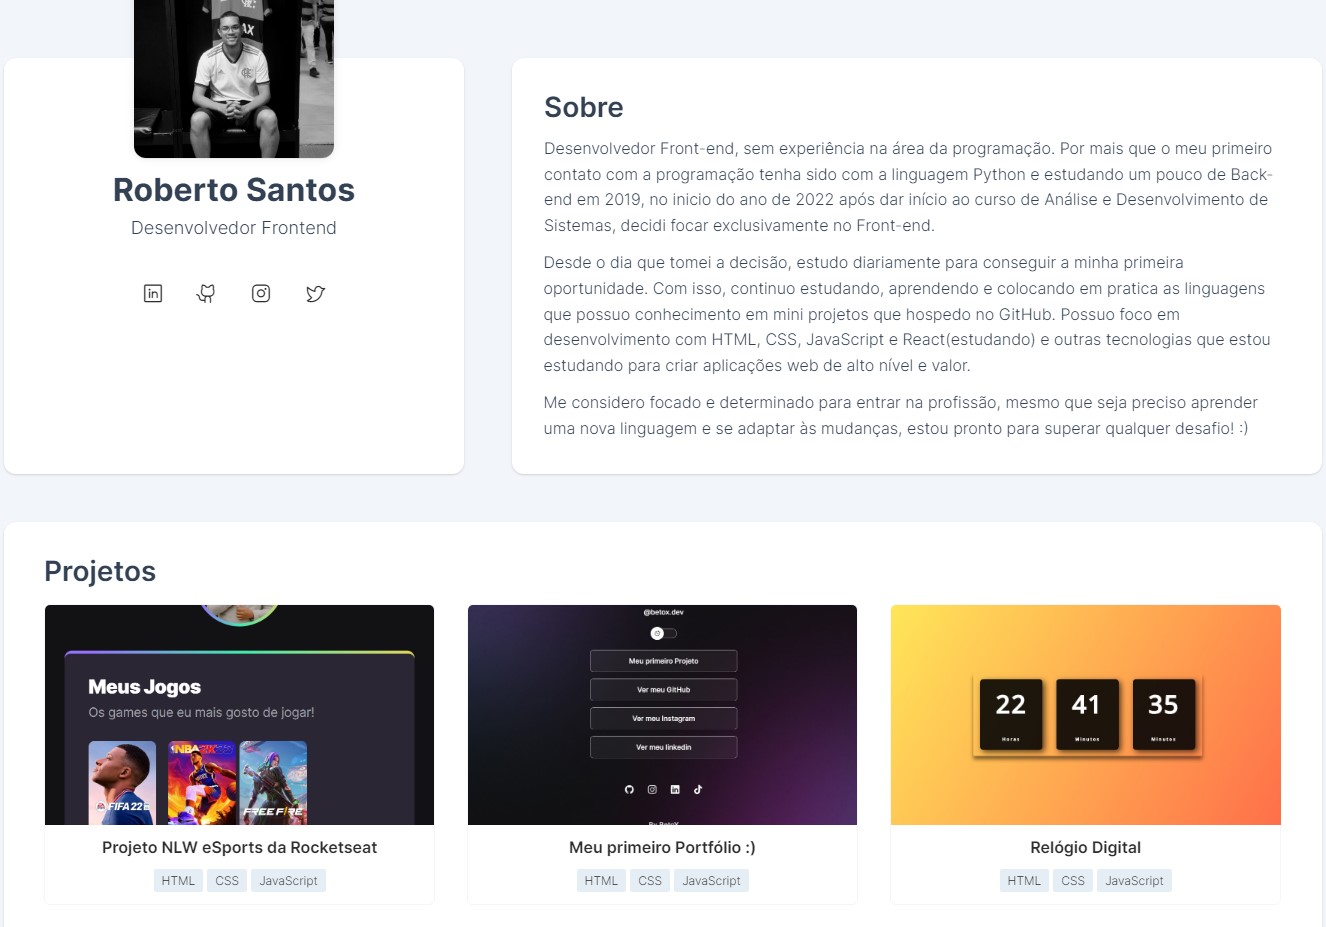 Roberto Santos
Desenvolvedor Frontend
Sobre
Desenvolvedor Front-end, sem experiência na área da programação. Por mais que o meu primeiro
contato com a programação tenha sido com a linguagem Python e estudando um pouco de Back-
end em 2019, no inicio do ano de 2022 após dar início ao curso de Análise e Desenvolvimento de
Sistemas, decidi focar exclusivamente no Front-end.
Desde o dia que tomei a decisão, estudo diariamente para conseguir a minha primeira
oportunidade. Com isso, continuo estudando, aprendendo e colocando em pratica as linguagens
que possuo conhecimento em mini projetos que hospedo no GitHub. Possuo foco em
desenvolvimento com HTML, CSS, JavaScript e React(estudando) e outras tecnologias que estou
estudando para criar aplicações web de alto nível e valor.
Me considero focado e determinado para entrar na profissão, mesmo que seja preciso aprender
uma nova linguagem e se adaptar às mudanças, estou pronto para superar qualquer desafio! :)
Projetos
Meus Jogos
Os games que eu mais gosto de jogar!
FIFA 22
NBA 2K
FREE FIRE
Projeto NLW eSports da Rocketseat
HTML CSS JavaScript
@betox.dev
Meu primeiro Projeto
Ver meu GitHub
Ver meu Instagram
Ver meu linkedin
Meu primeiro Portfólio :)
HTML CSS JavaScript
22 41 35
Horas Minutos Minutos
Relógio Digital
HTML CSS JavaScript